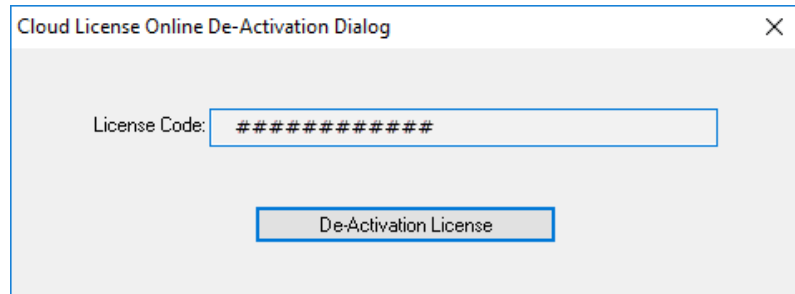 Cloud License Online De-Activation Dialog
License Code: ############
De-Activation License